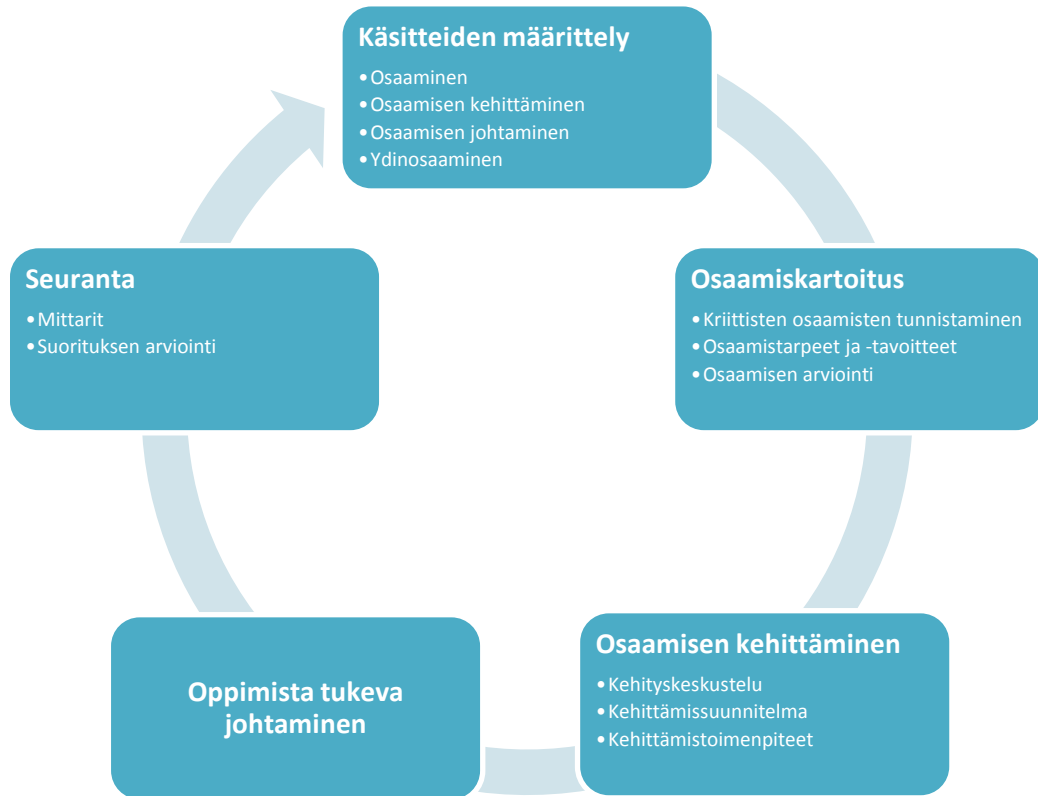 Käsitteiden määrittely
•Osaaminen
•Osaamisen kehittäminen
•Osaamisen johtaminen
•Ydinosaaminen
Osaamiskartoitus
•Kriittisten osaamisten tunnistaminen
•Osaamistarpeet ja -tavoitteet
•Osaamisen arviointi
Osaamisen kehittäminen
•Kehityskeskustelu
•Kehittämissuunnitelma
•Kehittämistoimenpiteet
Oppimista tukeva
johtaminen
Seuranta
•Mittarit
•Suorituksen arviointi